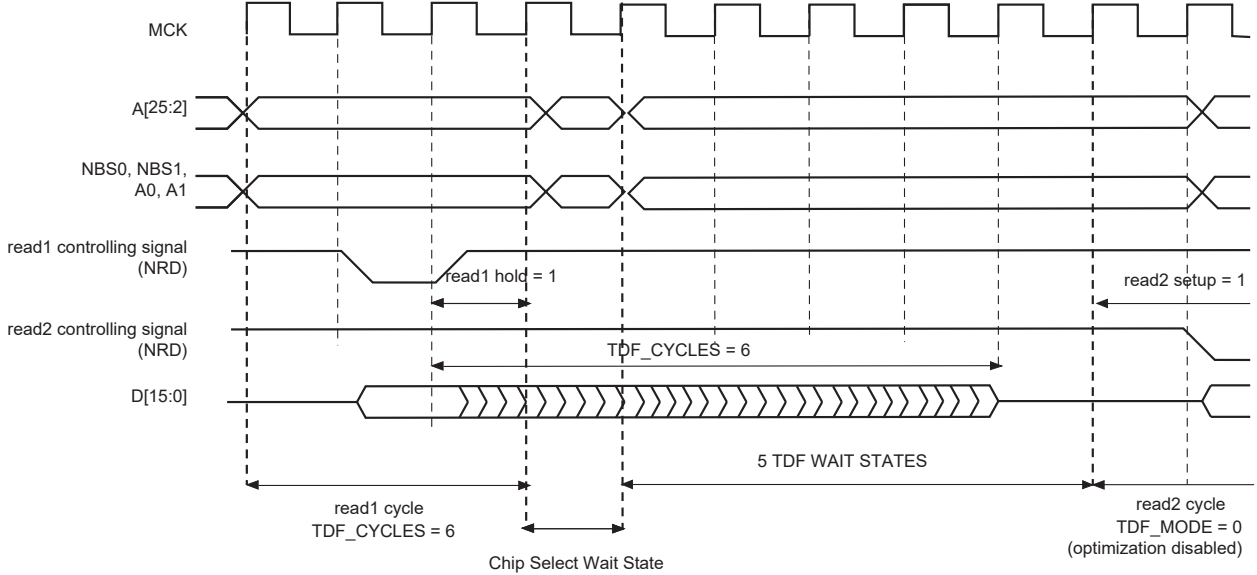 MCK
A[25:2]
NBS0, NBS1,
A0, A1
read1 controlling signal
(NRD)
read1 hold = 1
read2 setup = 1
read2 controlling signal
(NRD)
TDF_CYCLES = 6
D[15:0]
5 TDF WAIT STATES
read1 cycle
TDF_CYCLES = 6
read2 cycle
TDF_MODE = 0
(optimization disabled)
Chip Select Wait State